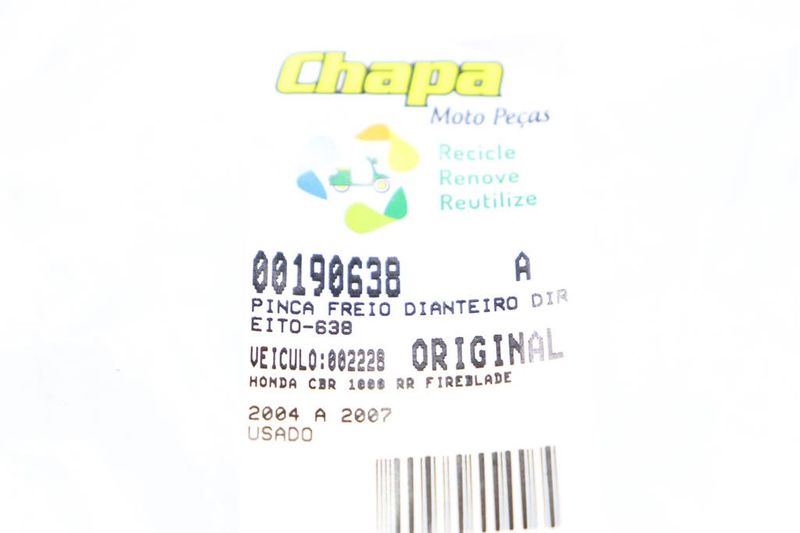 Chapa
Moto Peças
Recicle
Renove
Reutilize
00190638 A
PINCA FREIO DIANTEIRO DIR
EITO-638
VEICULO:002228 ORIGINAL
HONDA CBR 1000 RR FIREBLADE
2004 A 2007
USADO